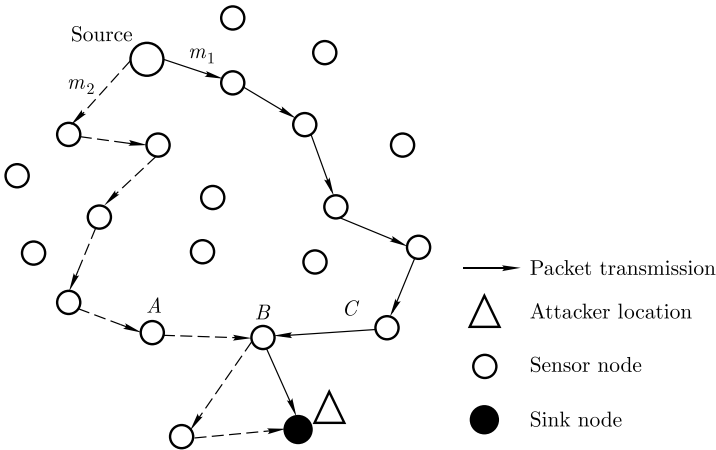 Source
m₁
m₂
A
B
C
Packet transmission
Attacker location
Sensor node
Sink node